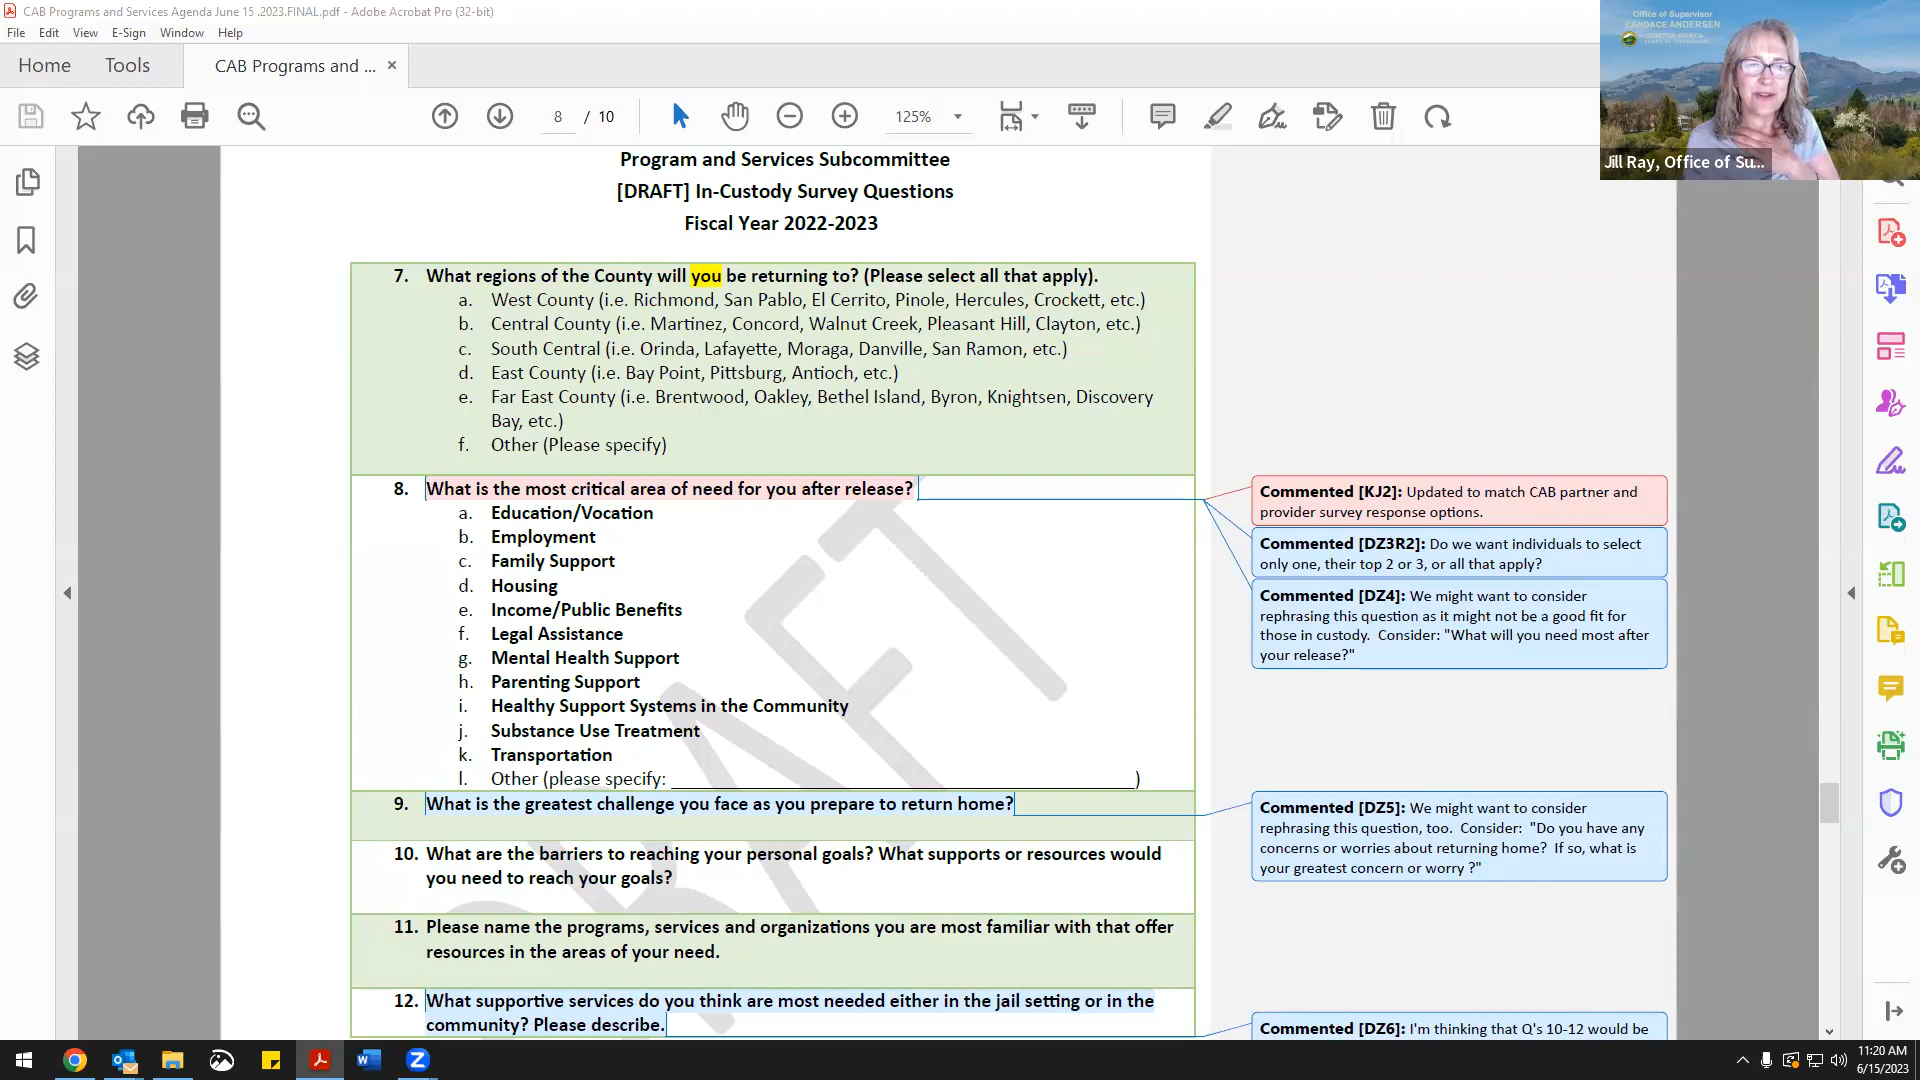 CAB Programs and Services Agenda June 15 .2023.FINAL.pdf - Adobe Acrobat Pro (32-bit)
File Edit View E-Sign Window Help
Home Tools CAB Programs and ... ×
8 / 10 125%
Office of Supervisor
CANDACE ANDERSEN
Jill Ray, Office of Su...
Program and Services Subcommittee
[DRAFT] In-Custody Survey Questions
Fiscal Year 2022-2023
7. What regions of the County will you be returning to? (Please select all that apply).
a. West County (i.e. Richmond, San Pablo, El Cerrito, Pinole, Hercules, Crockett, etc.)
b. Central County (i.e. Martinez, Concord, Walnut Creek, Pleasant Hill, Clayton, etc.)
c. South Central (i.e. Orinda, Lafayette, Moraga, Danville, San Ramon, etc.)
d. East County (i.e. Bay Point, Pittsburg, Antioch, etc.)
e. Far East County (i.e. Brentwood, Oakley, Bethel Island, Byron, Knightsen, Discovery
Bay, etc.)
f. Other (Please specify)
8. What is the most critical area of need for you after release?
a. Education/Vocation
b. Employment
c. Family Support
d. Housing
e. Income/Public Benefits
f. Legal Assistance
g. Mental Health Support
h. Parenting Support
i. Healthy Support Systems in the Community
j. Substance Use Treatment
k. Transportation
l. Other (please specify: )
9. What is the greatest challenge you face as you prepare to return home?
10. What are the barriers to reaching your personal goals? What supports or resources would
you need to reach your goals?
11. Please name the programs, services and organizations you are most familiar with that offer
resources in the areas of your need.
12. What supportive services do you think are most needed either in the jail setting or in the
community? Please describe.
DRAFT
Commented [KJ2]: Updated to match CAB partner and
provider survey response options.
Commented [DZ3R2]: Do we want individuals to select
only one, their top 2 or 3, or all that apply?
Commented [DZ4]: We might want to consider
rephrasing this question as it might not be a good fit for
those in custody. Consider: "What will you need most after
your release?"
Commented [DZ5]: We might want to consider
rephrasing this question, too. Consider: "Do you have any
concerns or worries about returning home? If so, what is
your greatest concern or worry ?"
Commented [DZ6]: I'm thinking that Q's 10-12 would be
11:20 AM
6/15/2023